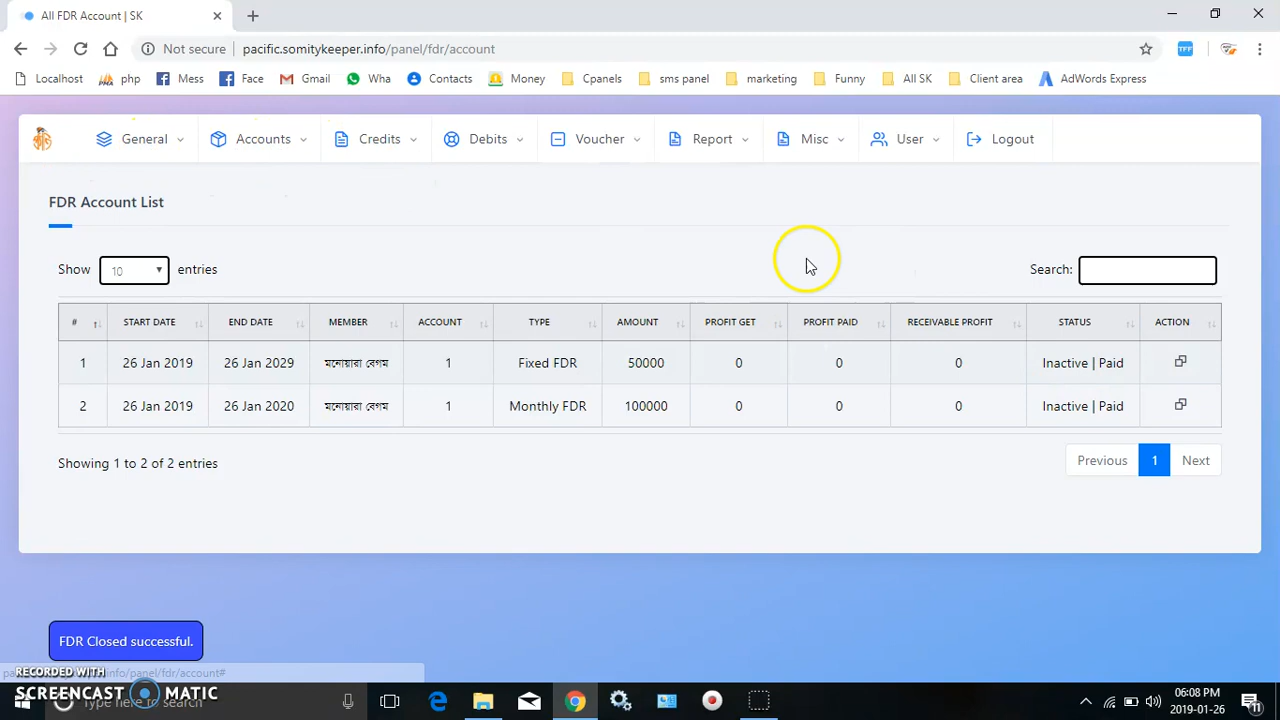 All FDR Account | SK
Not secure pacific.somitykeeper.info/panel/fdr/account
Localhost php Mess Face Gmail Wha Contacts Money Cpanels sms panel marketing Funny All SK Client area AdWords Express
General Accounts Credits Debits Voucher Report Misc User Logout
FDR Account List
Show 10 entries Search:
# START DATE END DATE MEMBER ACCOUNT TYPE AMOUNT PROFIT GET PROFIT PAID RECEIVABLE PROFIT STATUS ACTION
1 26 Jan 2019 26 Jan 2029 মনোয়ারা বেগম 1 Fixed FDR 50000 0 0 0 Inactive | Paid
2 26 Jan 2019 26 Jan 2020 মনোয়ারা বেগম 1 Monthly FDR 100000 0 0 0 Inactive | Paid
Showing 1 to 2 of 2 entries Previous 1 Next
FDR Closed successful.
info/panel/fdr/account#
RECORDED WITH
SCREENCAST MATIC
Type here to search
06:08 PM
2019-01-26
11